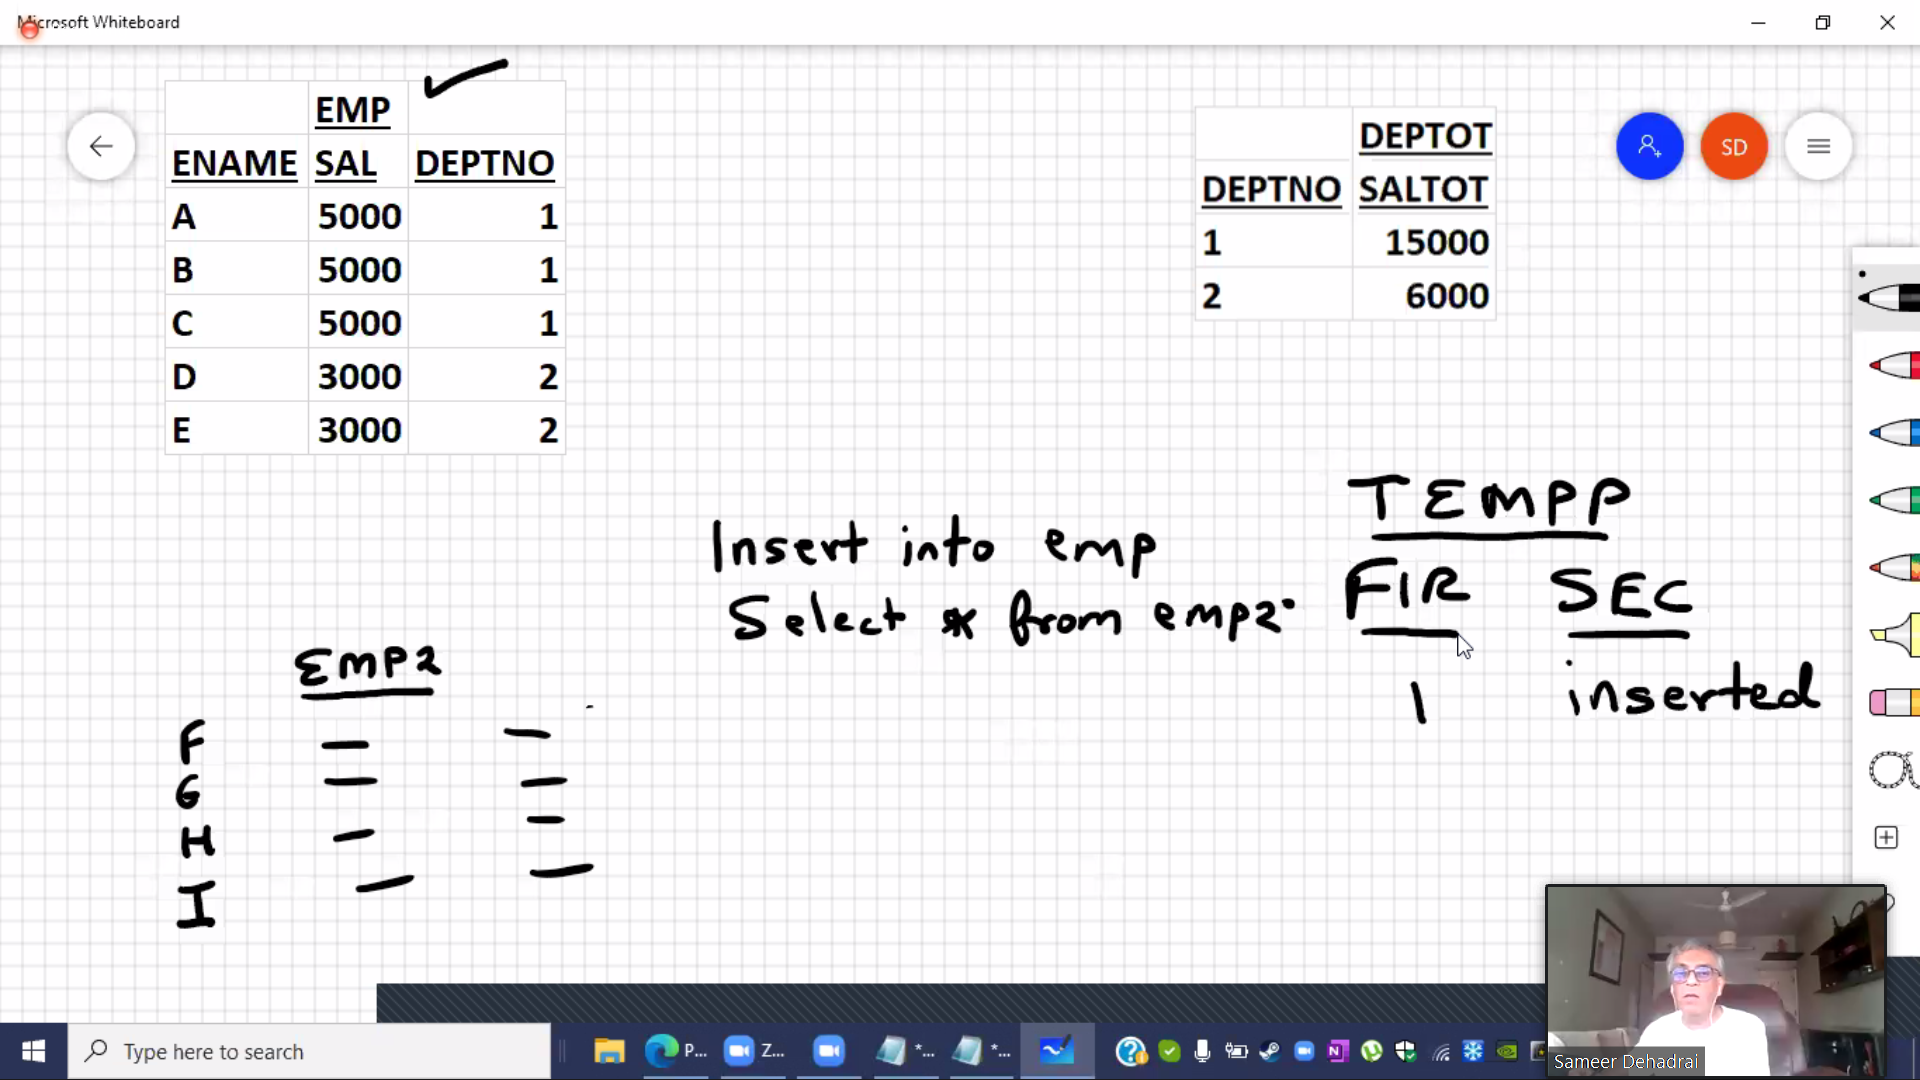 Microsoft Whiteboard
EMP
ENAME SAL DEPTNO
A 5000 1
B 5000 1
C 5000 1
D 3000 2
E 3000 2
DEPTOT
DEPTNO SALTOT
1 15000
2 6000
SD
Insert into emp
Select * from emp2
TEMPP
FIR SEC
1 inserted
EMP2
F
G
H
I
Type here to search
P...
Z...
*...
*...
Sameer Dehadrai